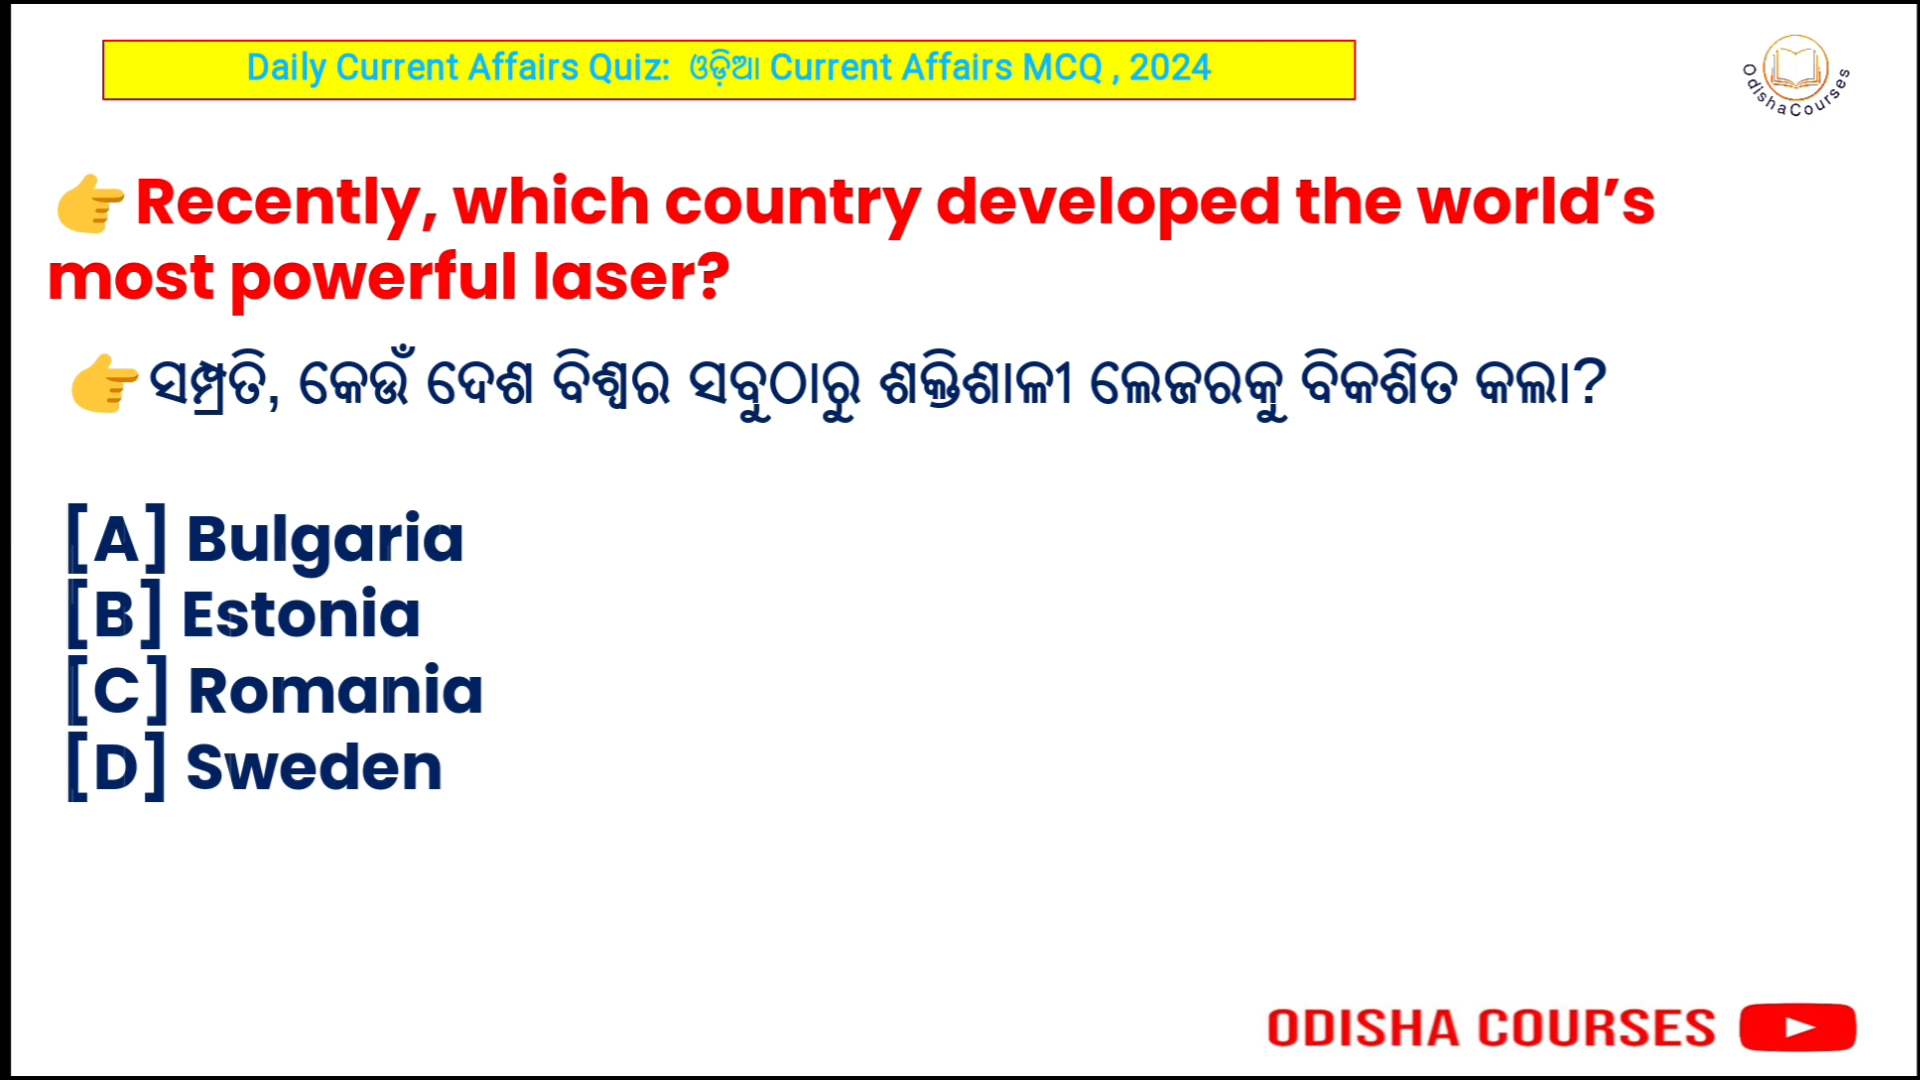 Daily Current Affairs Quiz: ଓଡ଼ିଆ Current Affairs MCQ , 2024
OdishaCourses
👉Recently, which country developed the world’s
most powerful laser?
👉ସମ୍ପ୍ରତି, କେଉଁ ଦେଶ ବିଶ୍ୱର ସବୁଠାରୁ ଶକ୍ତିଶାଳୀ ଲେଜରକୁ ବିକଶିତ କଲା?
[A] Bulgaria
[B] Estonia
[C] Romania
[D] Sweden
ODISHA COURSES